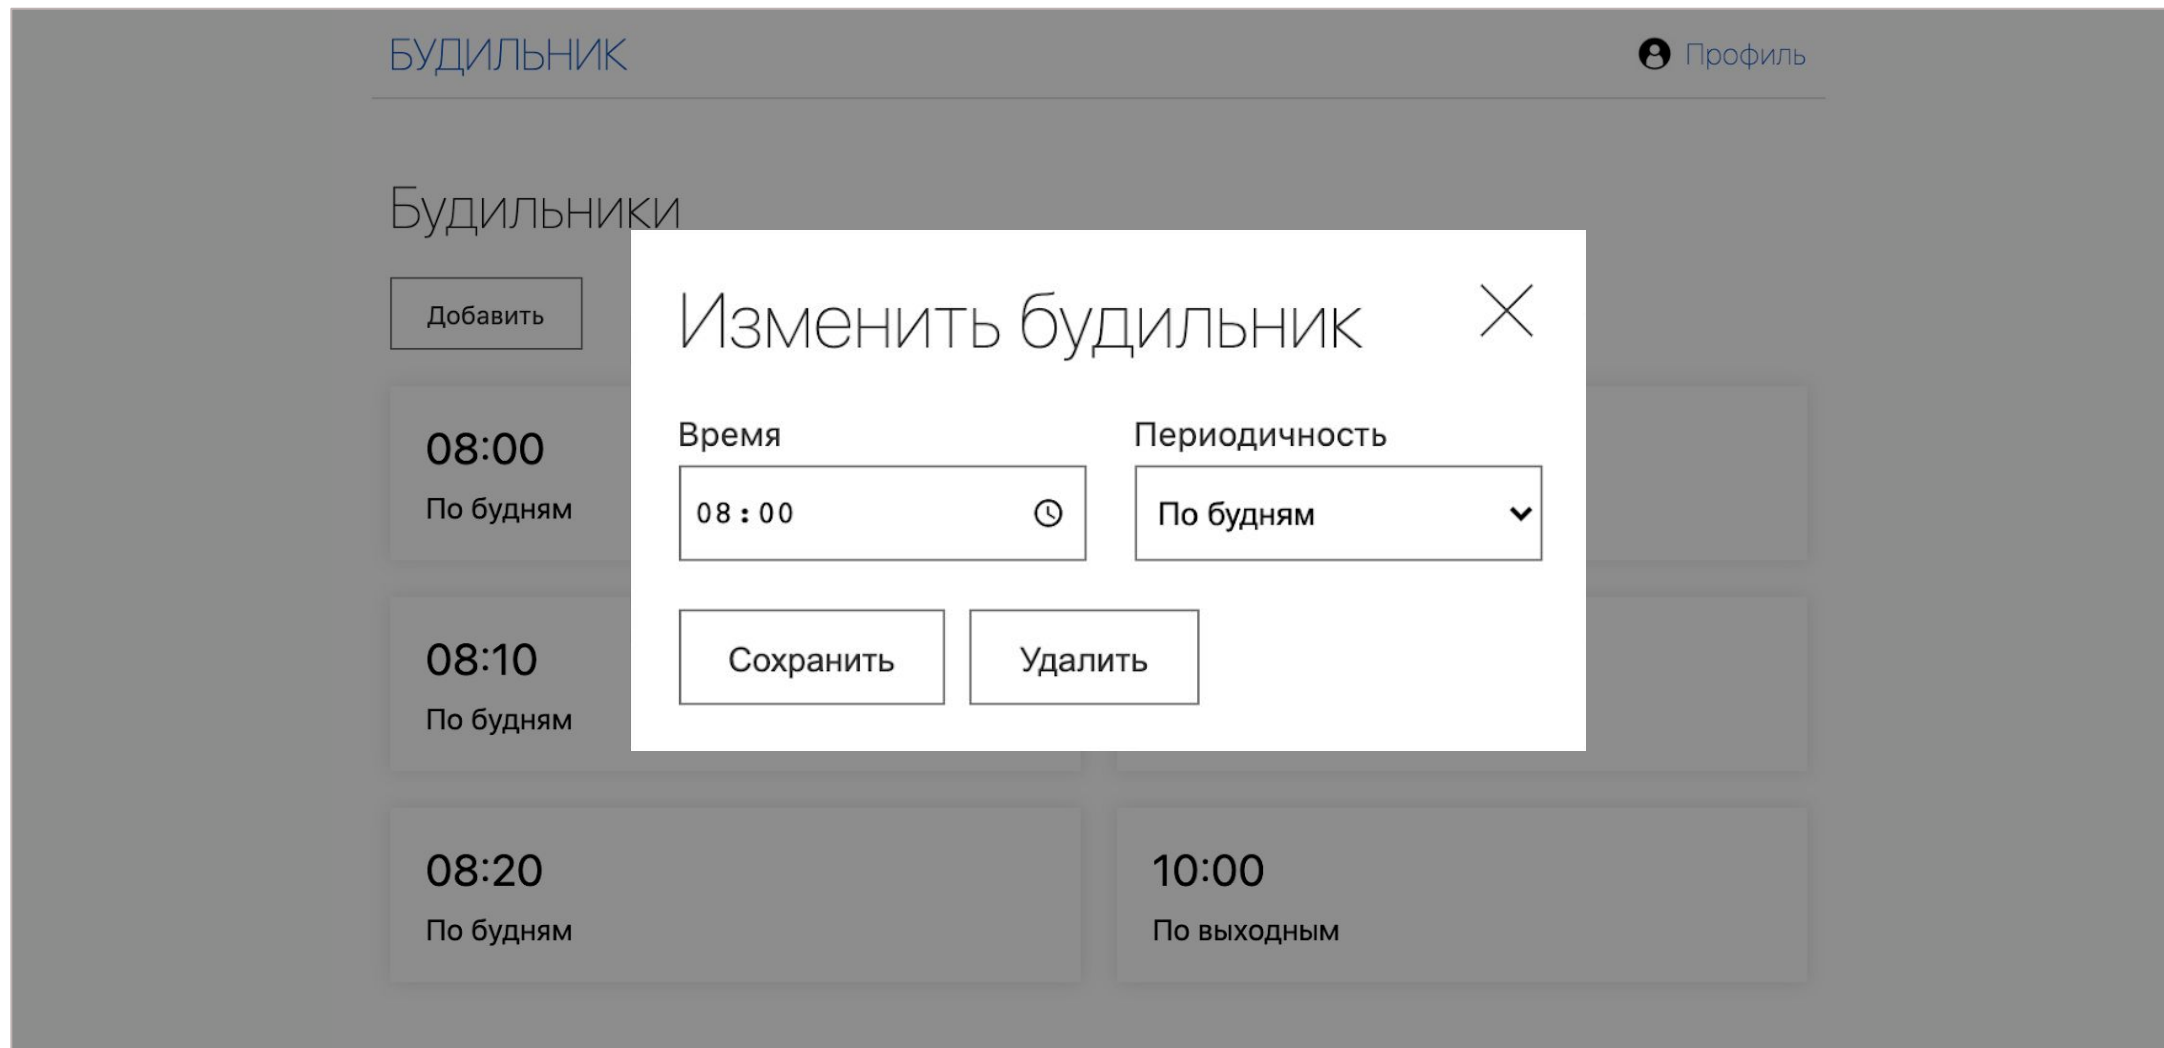 БУДИЛЬНИК
Профиль
Будильники
Добавить
Изменить будильник
Время
Периодичность
08:00
По будням
Сохранить
Удалить
08:00
По будням
08:10
По будням
08:20
По будням
10:00
По выходным